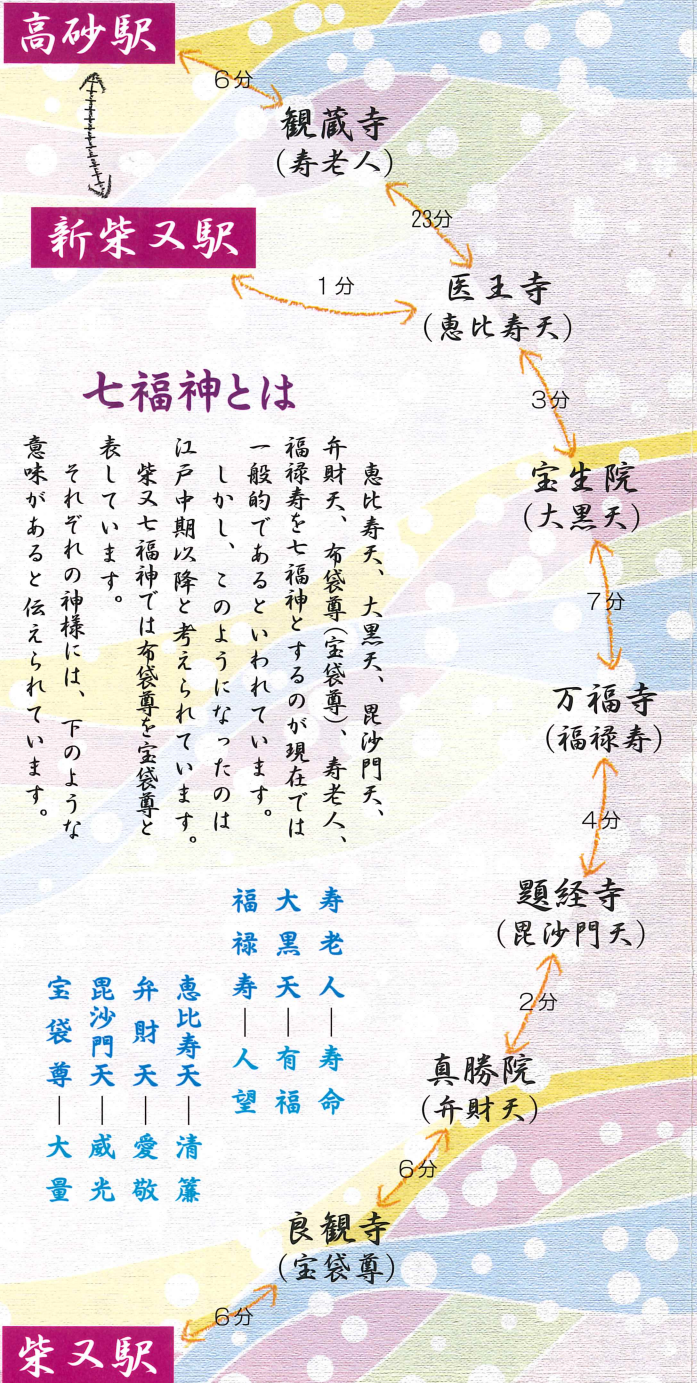 高砂駅
6分
観蔵寺
(寿老人)
23分
新柴又駅
1分
医王寺
(恵比寿天)
3分
宝生院
(大黒天)
7分
万福寺
(福禄寿)
4分
題経寺
(毘沙門天)
2分
真勝院
(弁財天)
6分
良観寺
(宝袋尊)
6分
柴又駅
七福神とは
恵比寿天、大黒天、毘沙門天、
弁財天、布袋尊(宝袋尊)、寿老人、
福禄寿を七福神とするのが現在では
一般的であるといわれています。
しかし、このようになったのは
江戸中期以降と考えられています。
柴又七福神では布袋尊を宝袋尊と
表しています。
それぞれの神様には、下のような
意味があると伝えられています。
寿老人―寿命
大黒天―有福
福禄寿―人望
恵比寿天―清簾
弁財天―愛敬
毘沙門天―威光
宝袋尊―大量